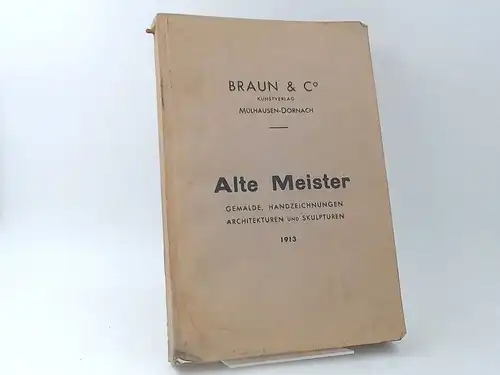 BRAUN & Co
KUNSTVERLAG
MÜLHAUSEN-DORNACH
Alte Meister
GEMÄLDE, HANDZEICHNUNGEN
ARCHITEKTUREN UND SKULPTUREN
1913